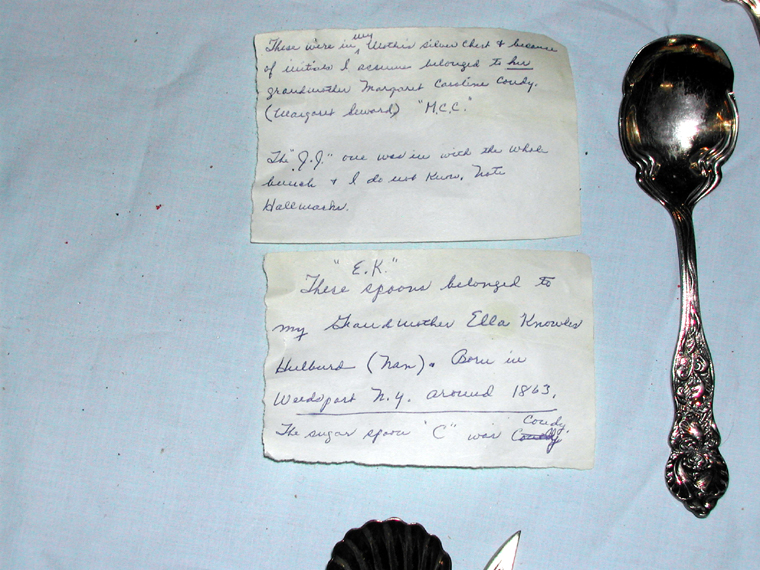 These were in my Mothers silver chest & because
of initials I assume belonged to her
grandmother Margaret Caroline Coudy.
(Margaret Seward) "M.C.C."
The "J.J." one was in with the whole
bunch & I do not know. Note
Hallmarks.
"E.K."
These spoons belonged to
my Grandmother Ella Knowles
Hulburd (Nan). Born in
Weedsport N.Y. around 1863.
The sugar spoon "C" was Coudy.